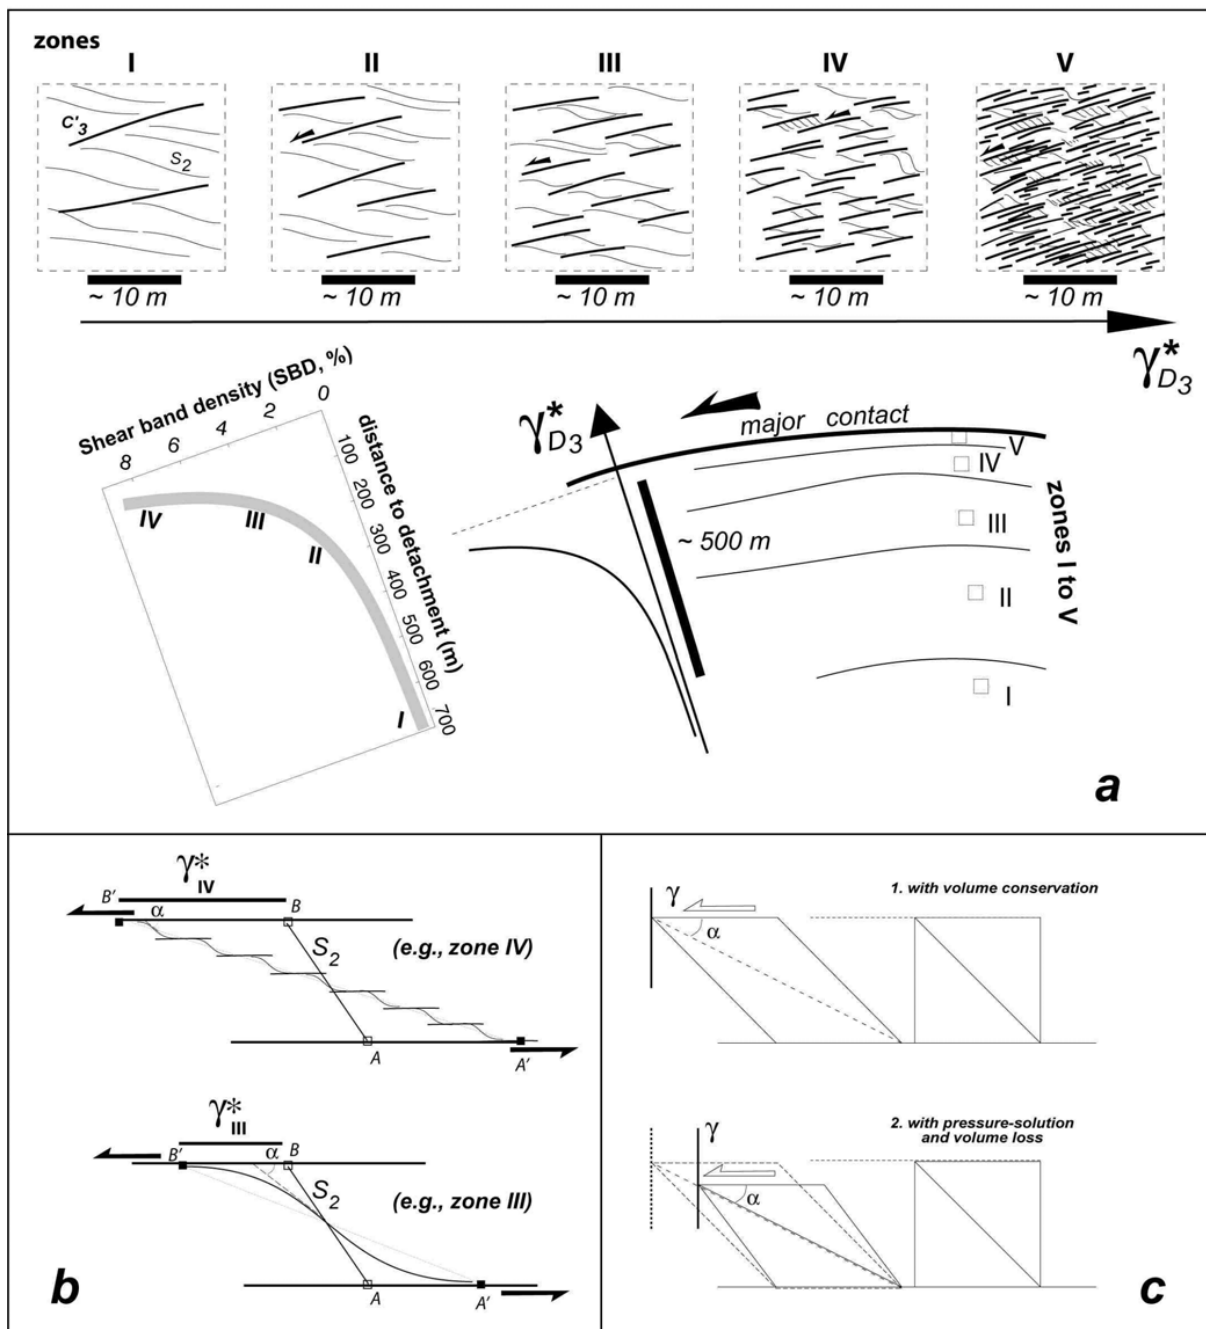 zones
I II III IV V
C'3
S2
~ 10 m ~ 10 m ~ 10 m ~ 10 m ~ 10 m
γ*D3
Shear band density (SBD, %)
8 6 4 2 0
distance to detachment (m)
100
200
300
400
500
600
700
IV III II I
γ*D3
major contact
~ 500 m
V
IV
III
II
I
zones I to V
a
γ*IV
B' α B
S2
(e.g., zone IV)
A A'
γ*III
B' α B
S2
(e.g., zone III)
A A'
b
γ
α
1. with volume conservation
γ
α
2. with pressure-solution
and volume loss
c